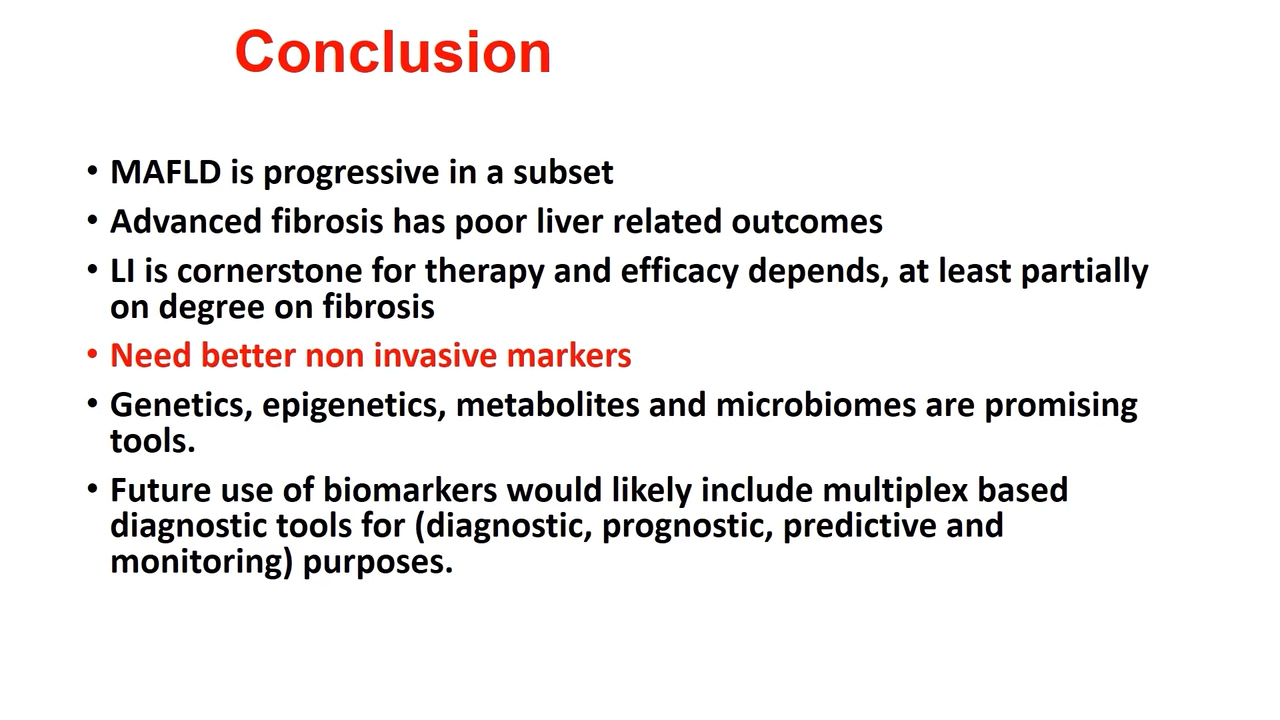 Conclusion
• MAFLD is progressive in a subset
• Advanced fibrosis has poor liver related outcomes
• LI is cornerstone for therapy and efficacy depends, at least partially
on degree on fibrosis
• Need better non invasive markers
• Genetics, epigenetics, metabolites and microbiomes are promising
tools.
• Future use of biomarkers would likely include multiplex based
diagnostic tools for (diagnostic, prognostic, predictive and
monitoring) purposes.